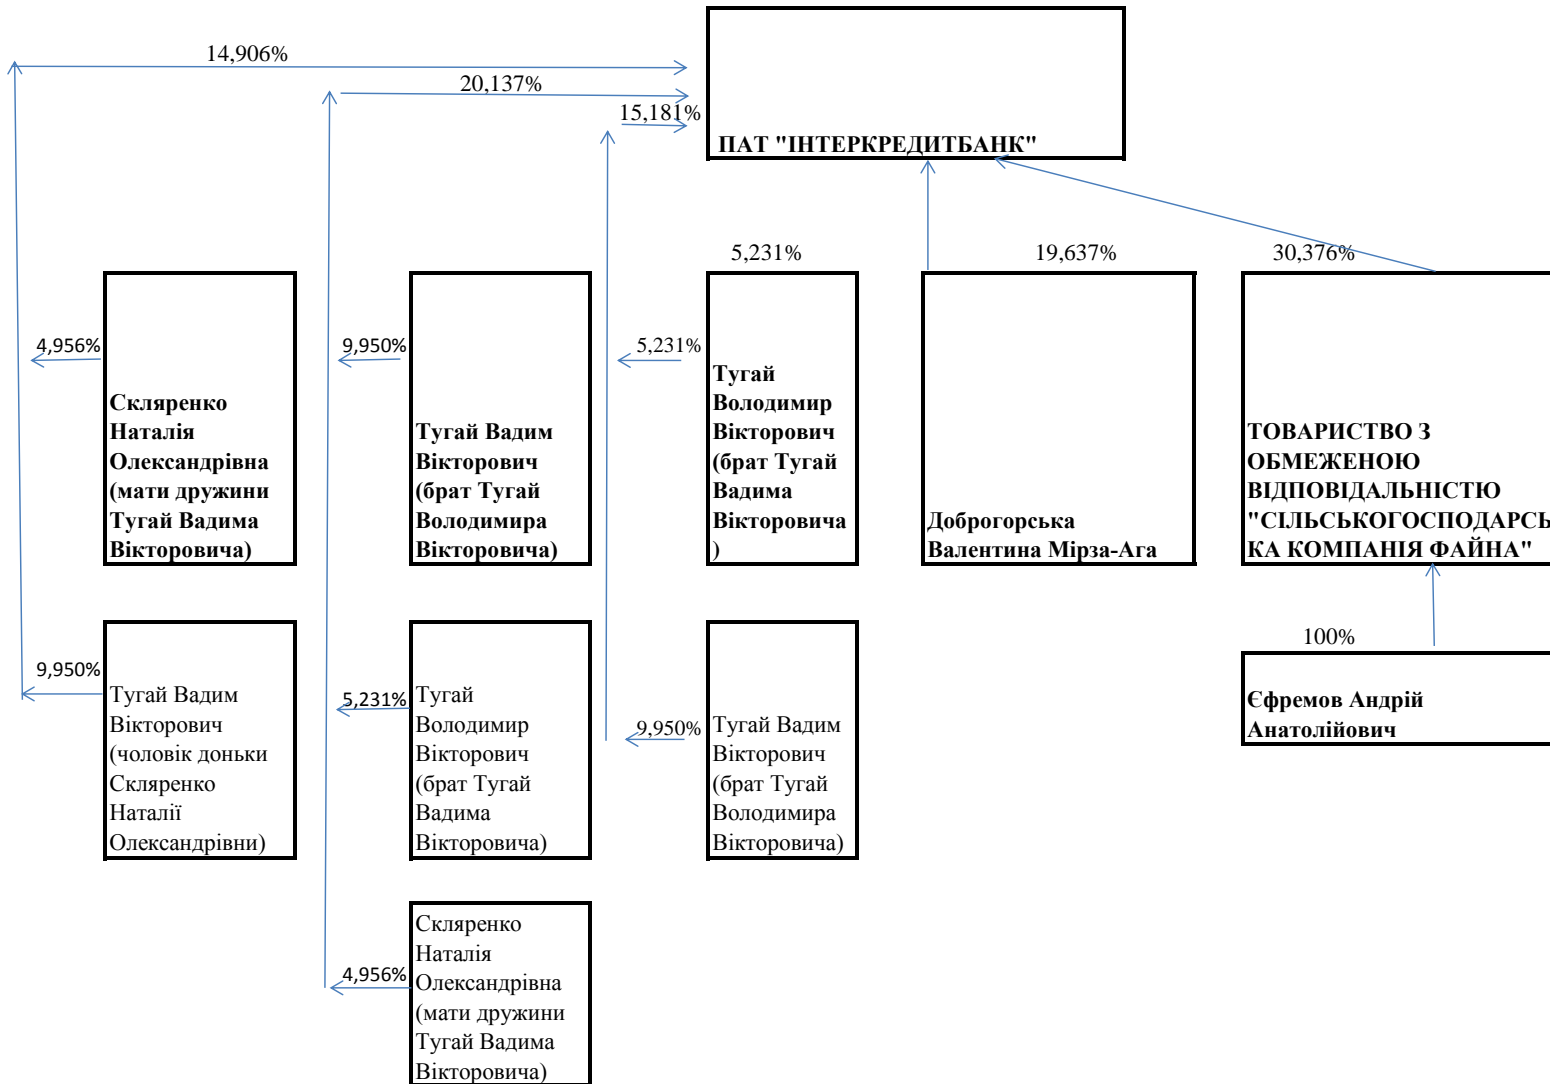 14,906%
20,137%
15,181%
ПАТ "ІНТЕРКРЕДИТБАНК"
5,231%
19,637%
30,376%
4,956%
Скляренко
Наталія
Олександрівна
(мати дружини
Тугай Вадима
Вікторовича)
9,950%
Тугай Вадим
Вікторович
(брат Тугай
Володимира
Вікторовича)
5,231%
Тугай
Володимир
Вікторович
(брат Тугай
Вадима
Вікторовича
)
Доброгорська
Валентина Мірза-Ага
ТОВАРИСТВО З
ОБМЕЖЕНОЮ
ВІДПОВІДАЛЬНІСТЮ
"СІЛЬСЬКОГОСПОДАРСЬ
КА КОМПАНІЯ ФАЙНА"
9,950%
Тугай Вадим
Вікторович
(чоловік доньки
Скляренко
Наталії
Олександрівни)
5,231%
Тугай
Володимир
Вікторович
(брат Тугай
Вадима
Вікторовича)
9,950%
Тугай Вадим
Вікторович
(брат Тугай
Володимира
Вікторовича)
100%
Єфремов Андрій
Анатолійович
4,956%
Скляренко
Наталія
Олександрівна
(мати дружини
Тугай Вадима
Вікторовича)